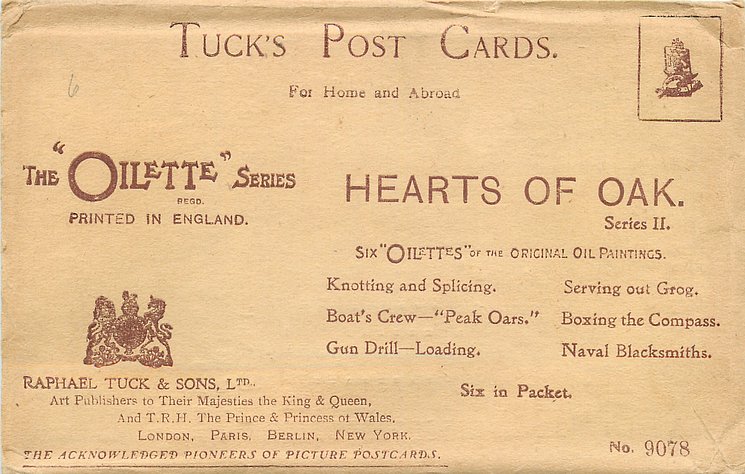 TUCK'S POST CARDS.
For Home and Abroad
6
THE "OILETTE" SERIES
REGD.
PRINTED IN ENGLAND.
HEARTS OF OAK.
Series II.
SIX "OILETTES" OF THE ORIGINAL OIL PAINTINGS.
Knotting and Splicing.
Serving out Grog.
Boat's Crew—"Peak Oars."
Boxing the Compass.
Gun Drill—Loading.
Naval Blacksmiths.
Six in Packet.
RAPHAEL TUCK & SONS, LTD.,
Art Publishers to Their Majesties the King & Queen,
And T.R.H. The Prince & Princess of Wales.
LONDON, PARIS, BERLIN, NEW YORK.
THE ACKNOWLEDGED PIONEERS OF PICTURE POSTCARDS.
No. 9078